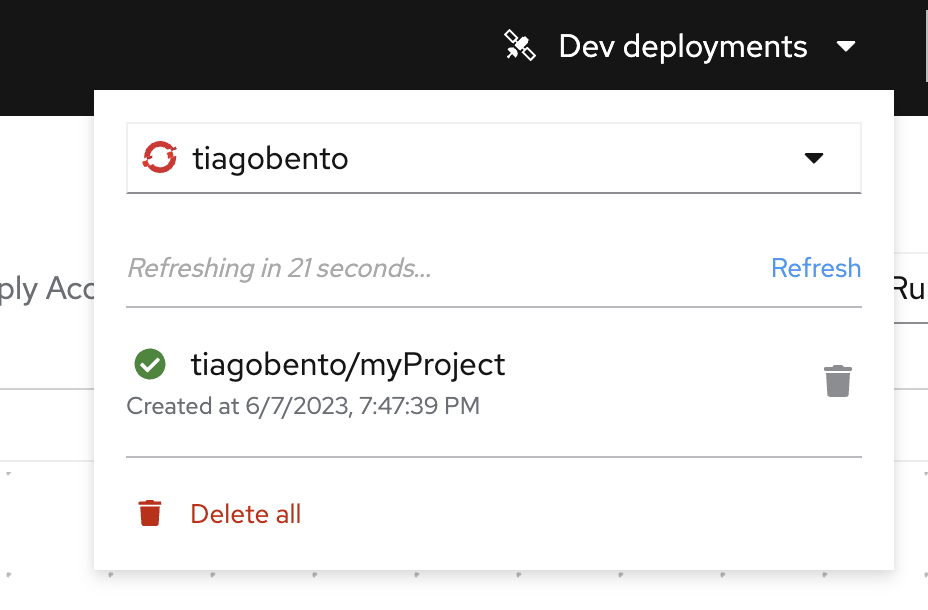 Dev deployments
tiagobento
Refreshing in 21 seconds...
Refresh
ply Acc
Ru
tiagobento/myProject
Created at 6/7/2023, 7:47:39 PM
Delete all